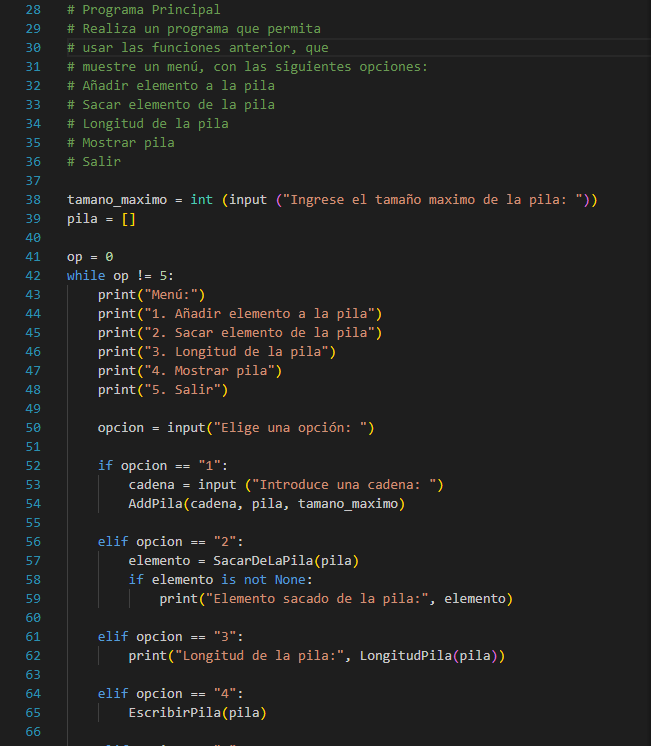 28 # Programa Principal
29 # Realiza un programa que permita
30 # usar las funciones anterior, que
31 # muestre un menú, con las siguientes opciones:
32 # Añadir elemento a la pila
33 # Sacar elemento de la pila
34 # Longitud de la pila
35 # Mostrar pila
36 # Salir
37
38 tamano_maximo = int (input ("Ingrese el tamaño maximo de la pila: "))
39 pila = []
40
41 op = 0
42 while op != 5:
43     print("Menú:")
44     print("1. Añadir elemento a la pila")
45     print("2. Sacar elemento de la pila")
46     print("3. Longitud de la pila")
47     print("4. Mostrar pila")
48     print("5. Salir")
49
50     opcion = input("Elige una opción: ")
51
52     if opcion == "1":
53         cadena = input ("Introduce una cadena: ")
54         AddPila(cadena, pila, tamano_maximo)
55
56     elif opcion == "2":
57         elemento = SacarDeLaPila(pila)
58         if elemento is not None:
59             print("Elemento sacado de la pila:", elemento)
60
61     elif opcion == "3":
62         print("Longitud de la pila:", LongitudPila(pila))
63
64     elif opcion == "4":
65         EscribirPila(pila)
66